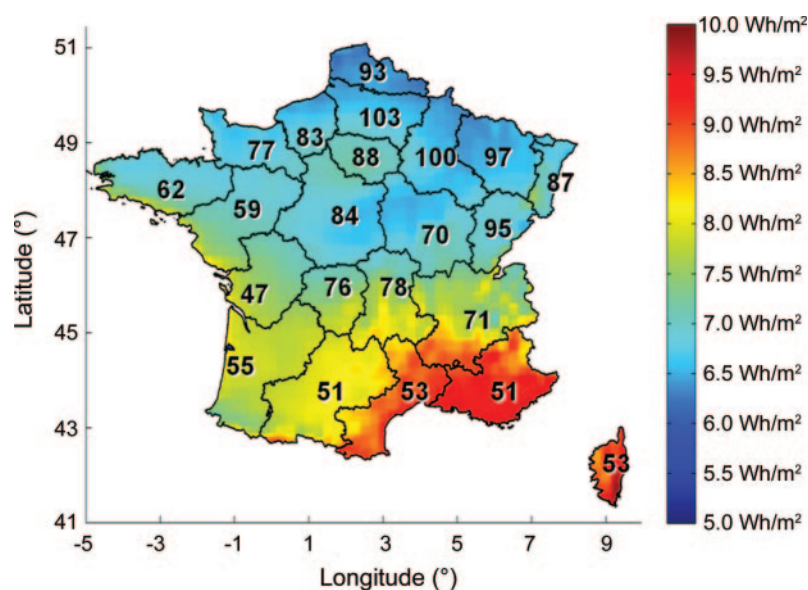 10.0 Wh/m²
9.5 Wh/m²
9.0 Wh/m²
8.5 Wh/m²
8.0 Wh/m²
7.5 Wh/m²
7.0 Wh/m²
6.5 Wh/m²
6.0 Wh/m²
5.5 Wh/m²
5.0 Wh/m²
Latitude (°)
51
49
47
45
43
41
93
103
83
77
88
100
97
87
62
59
84
70
95
47
76
78
71
55
51
53
51
53
-5 -3 -1 1 3 5 7 9
Longitude (°)